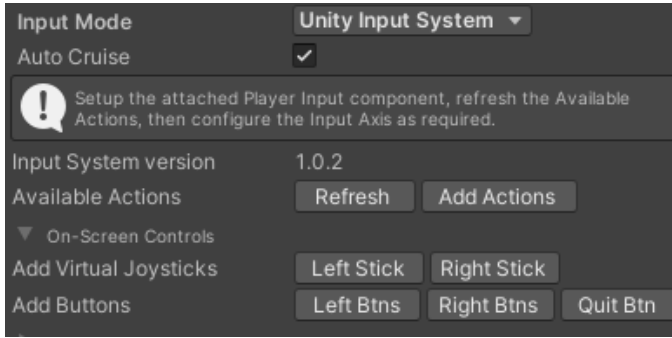 Input Mode Unity Input System
Auto Cruise
Setup the attached Player Input component, refresh the Available
Actions, then configure the Input Axis as required.
Input System version 1.0.2
Available Actions Refresh Add Actions
On-Screen Controls
Add Virtual Joysticks Left Stick Right Stick
Add Buttons Left Btns Right Btns Quit Btn